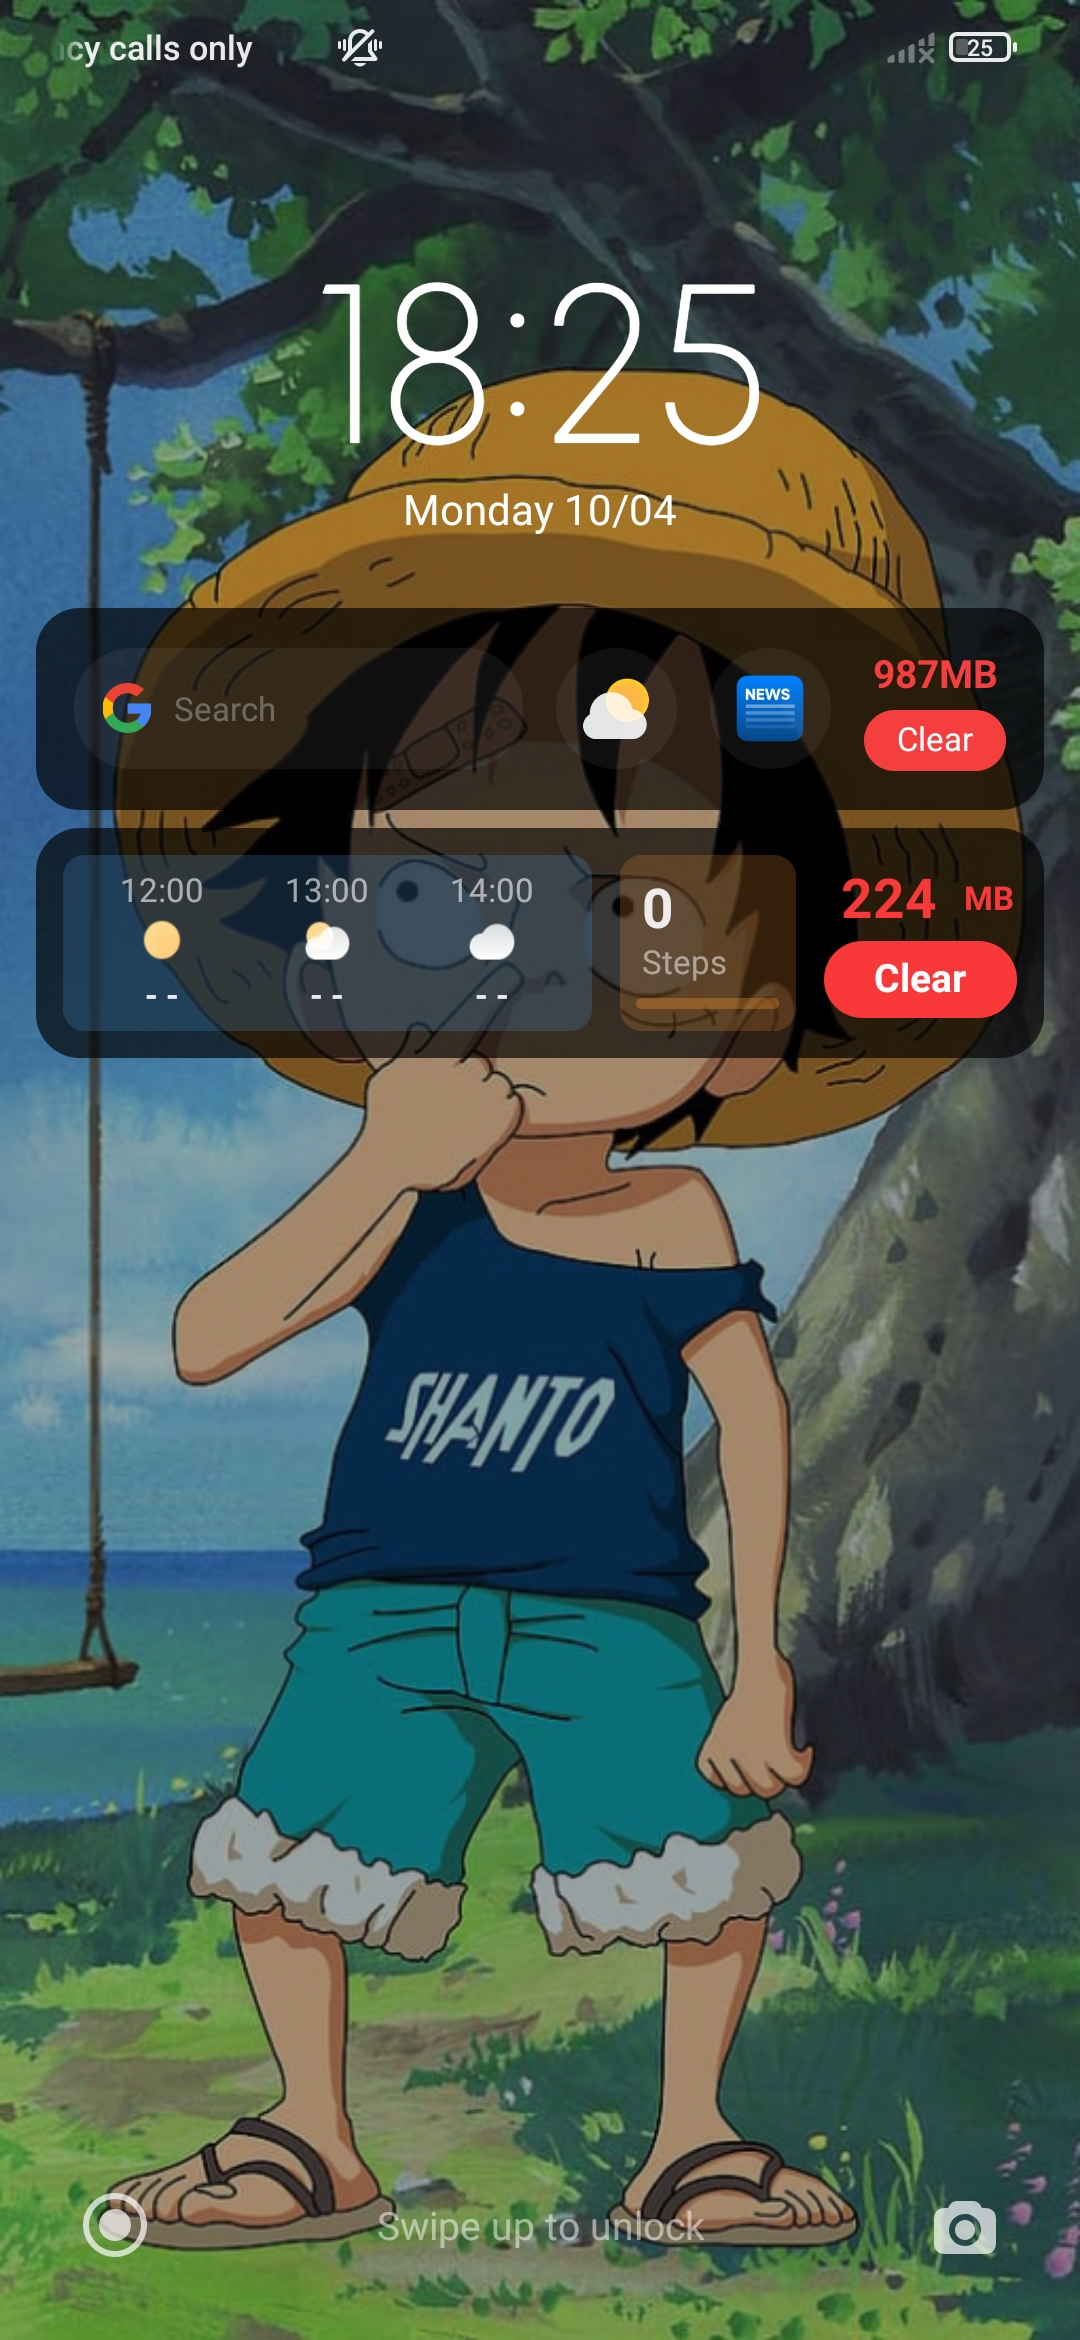 cy calls only
25
18:25
Monday 10/04
Search
NEWS
987MB
Clear
12:00 13:00 14:00
-- -- --
0
Steps
224 MB
Clear
SHANTO
Swipe up to unlock